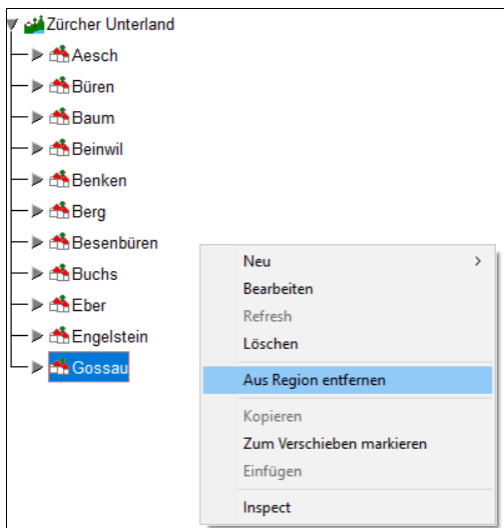 Zürcher Unterland
Aesch
Büren
Baum
Beinwil
Benken
Berg
Besenbüren
Buchs
Eber
Engelstein
Gossau
Neu
Bearbeiten
Refresh
Löschen
Aus Region entfernen
Kopieren
Zum Verschieben markieren
Einfügen
Inspect